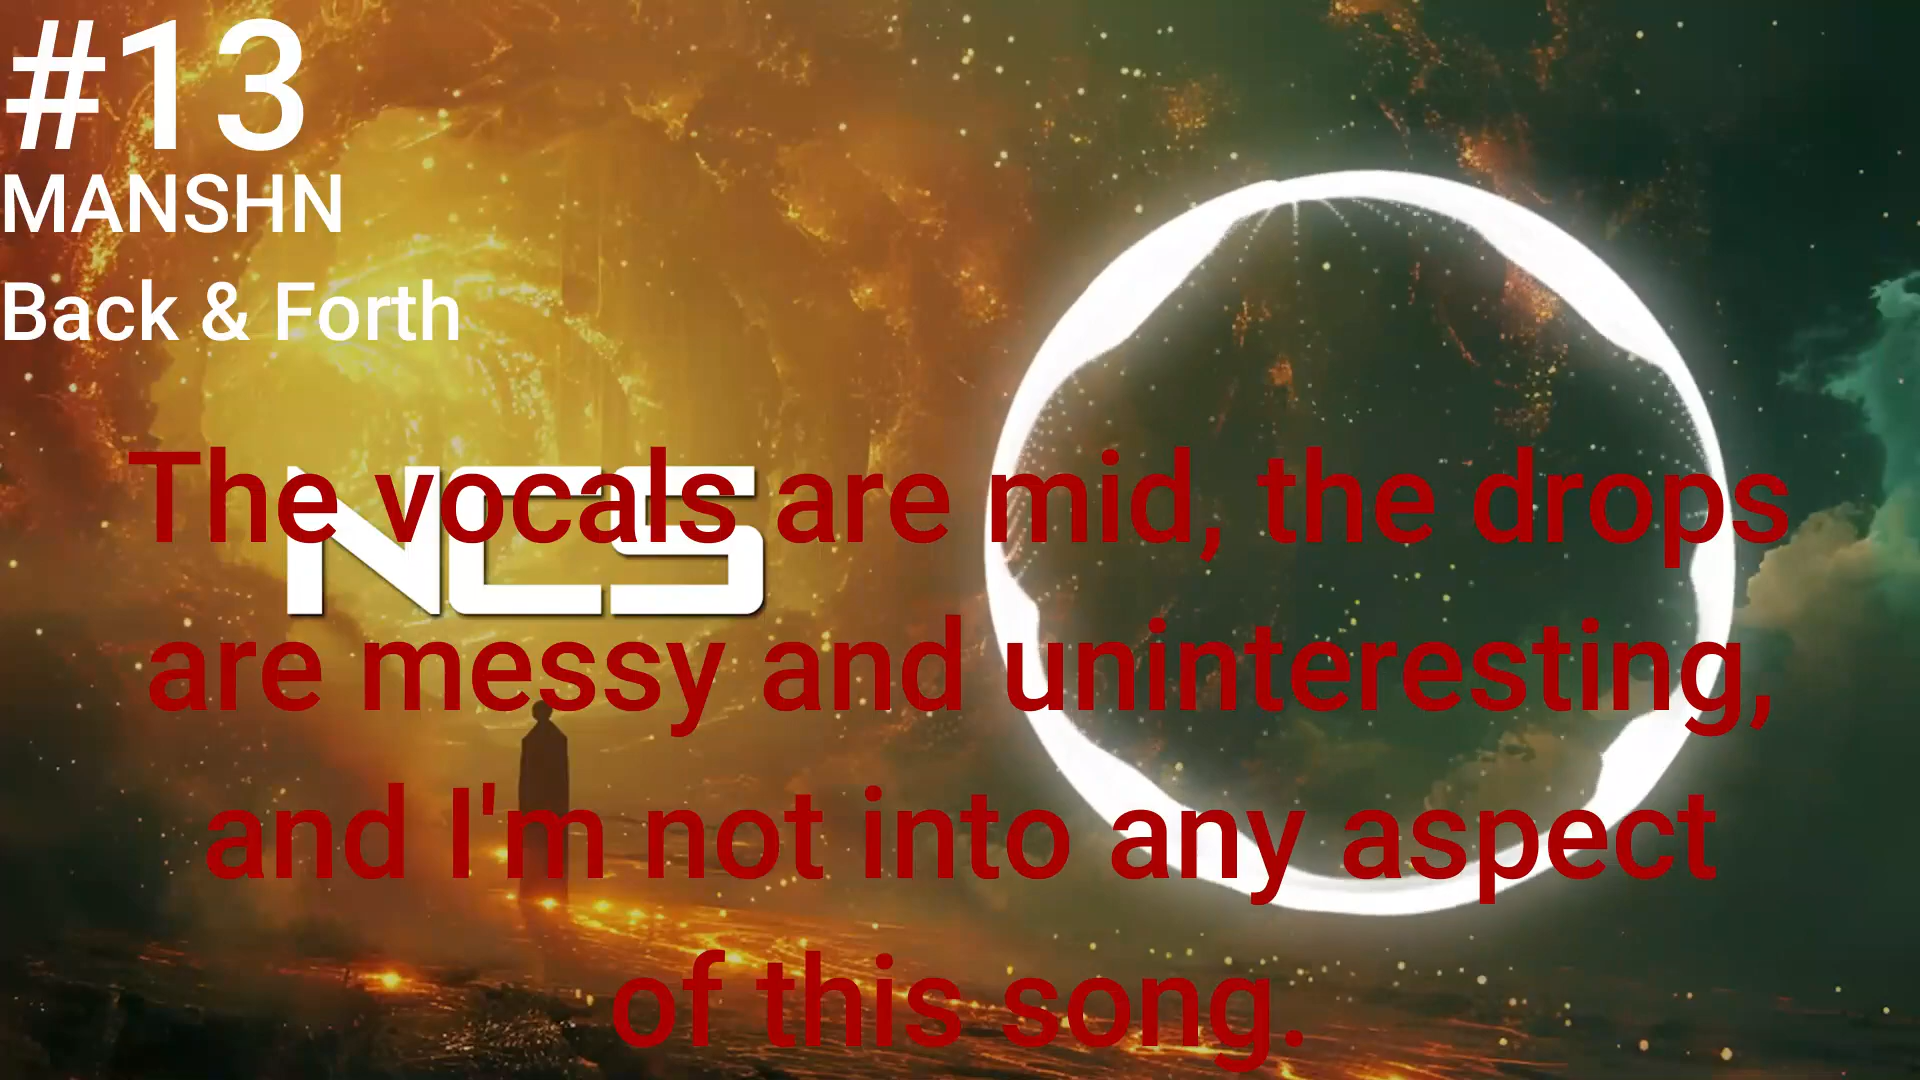 #13
MANSHN
Back & Forth
NCS
The vocals are mid, the drops
are messy and uninteresting,
and I'm not into any aspect
of this song.